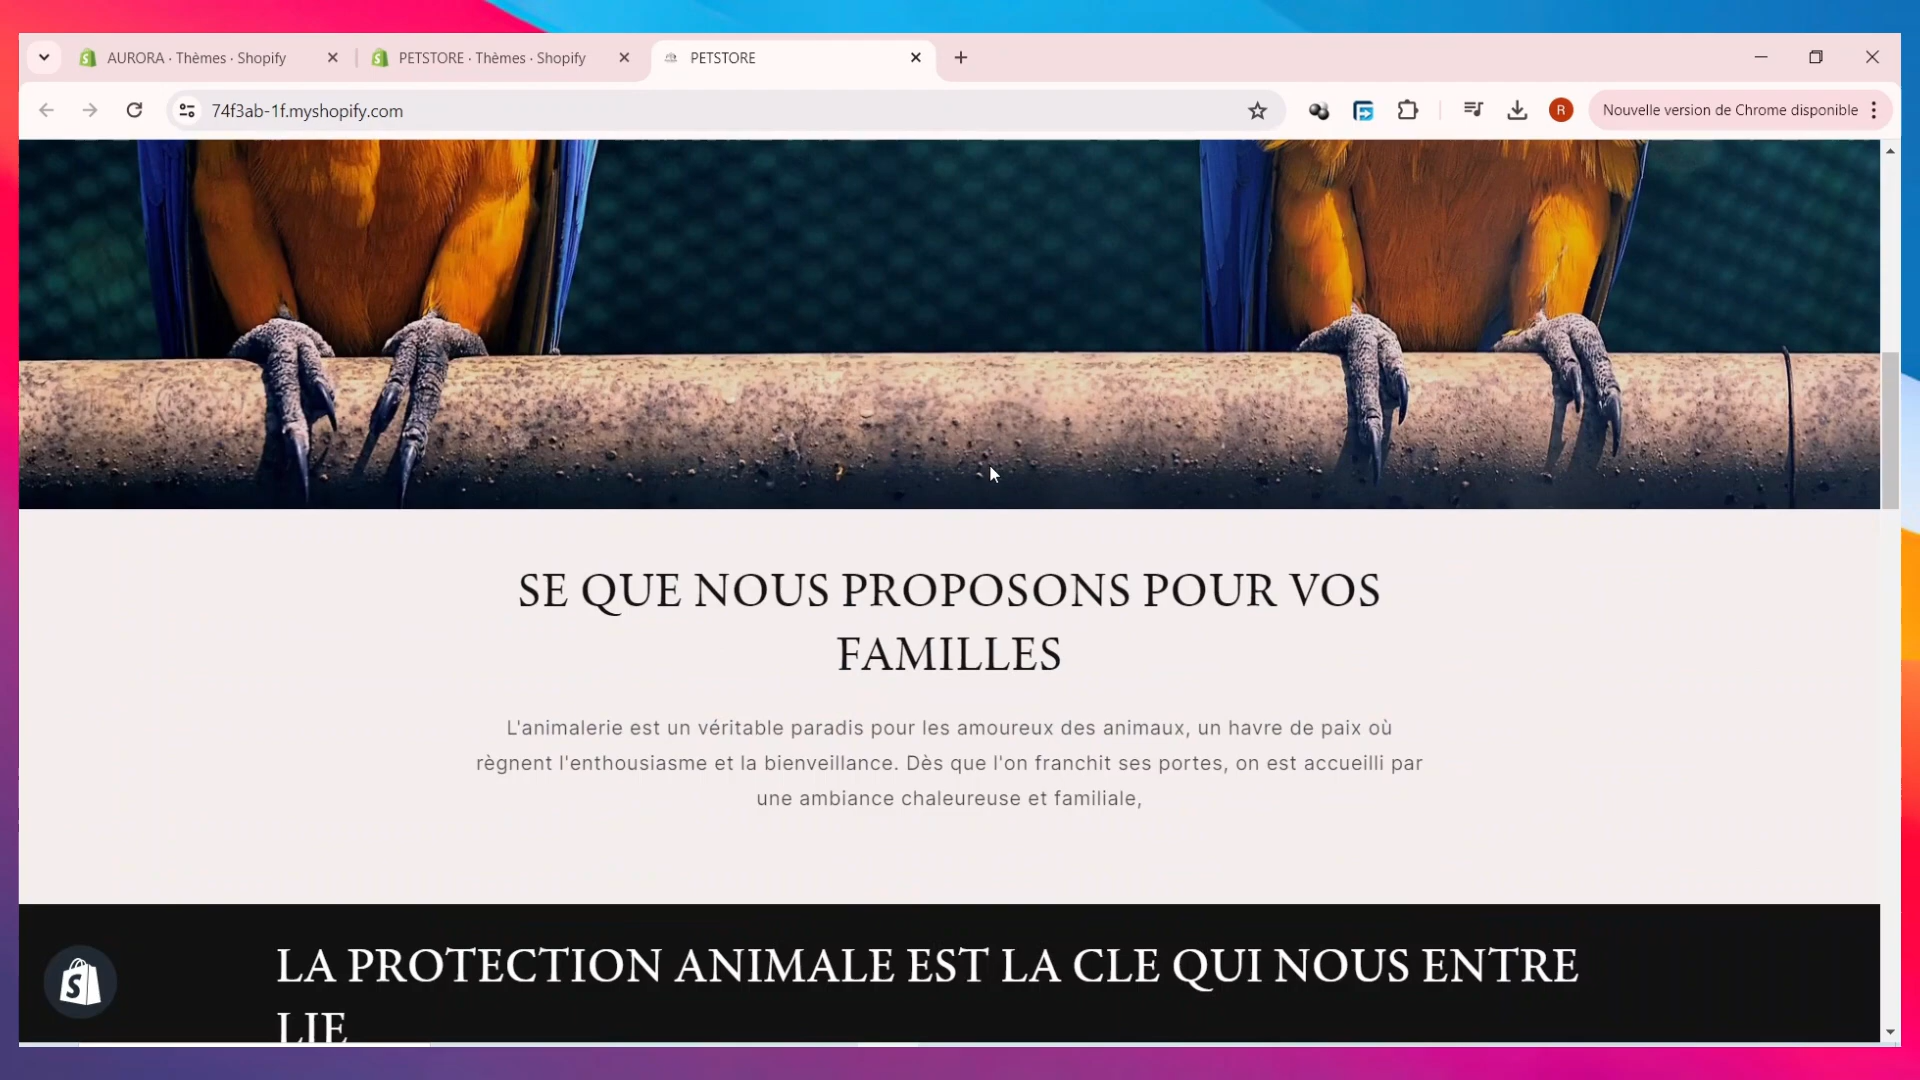 AURORA · Thèmes · Shopify
PETSTORE · Thèmes · Shopify
PETSTORE
74f3ab-1f.myshopify.com
R
Nouvelle version de Chrome disponible
SE QUE NOUS PROPOSONS POUR VOS
FAMILLES
L'animalerie est un véritable paradis pour les amoureux des animaux, un havre de paix où
règnent l'enthousiasme et la bienveillance. Dès que l'on franchit ses portes, on est accueilli par
une ambiance chaleureuse et familiale,
LA PROTECTION ANIMALE EST LA CLE QUI NOUS ENTRE
LIE